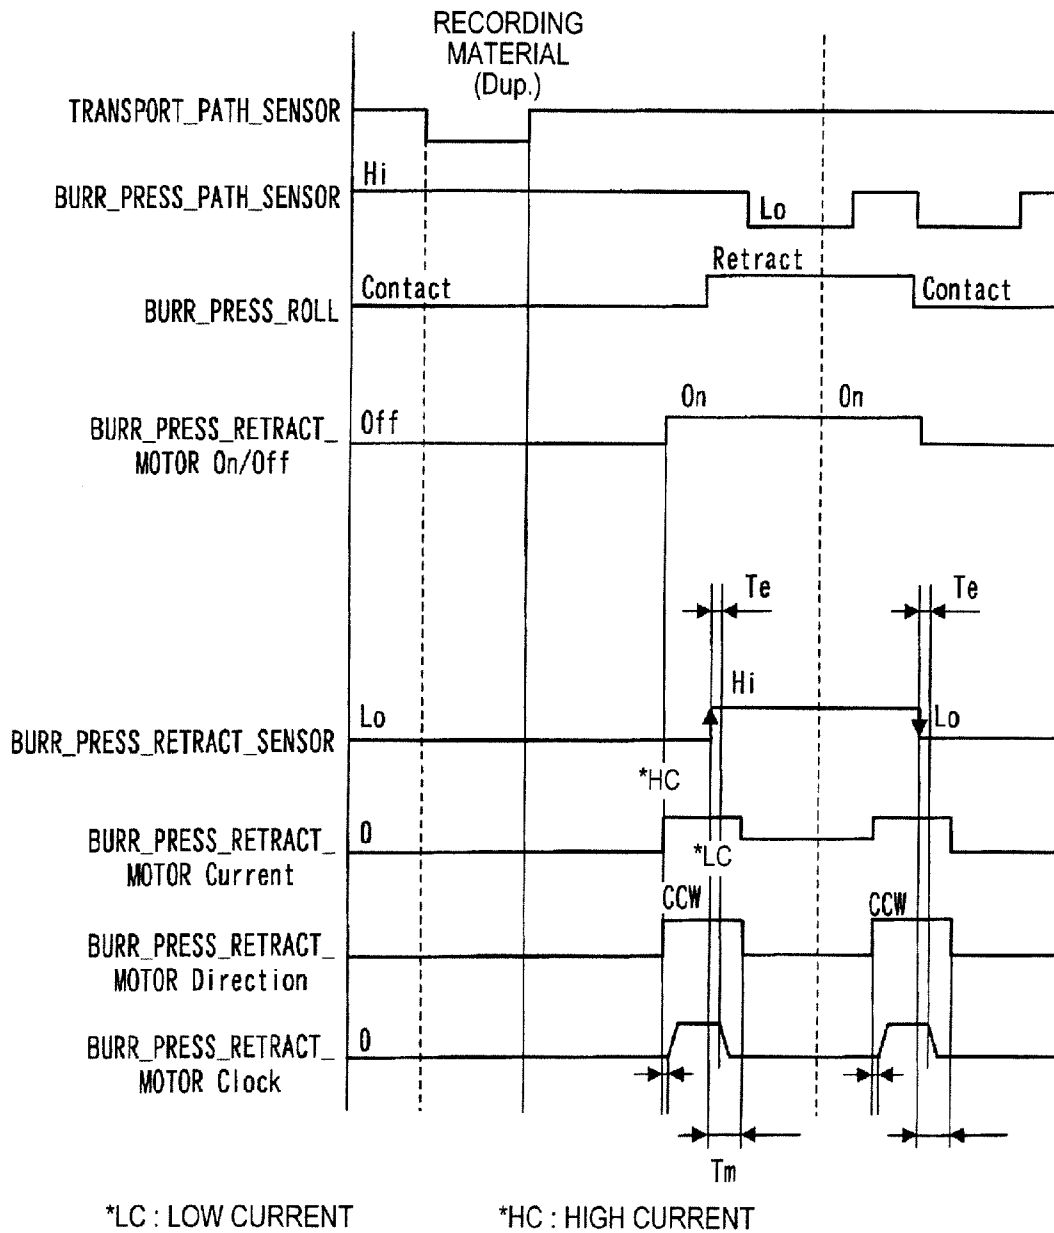 RECORDING
MATERIAL
(Dup.)
TRANSPORT_PATH_SENSOR
Hi
BURR_PRESS_PATH_SENSOR
Lo
Retract
Contact
Contact
BURR_PRESS_ROLL
On
On
Off
BURR_PRESS_RETRACT_
MOTOR On/Off
Te
Te
Hi
Lo
Lo
BURR_PRESS_RETRACT_SENSOR
*HC
0
BURR_PRESS_RETRACT_
MOTOR Current
*LC
CCW
CCW
BURR_PRESS_RETRACT_
MOTOR Direction
0
BURR_PRESS_RETRACT_
MOTOR Clock
Tm
*LC : LOW CURRENT
*HC : HIGH CURRENT